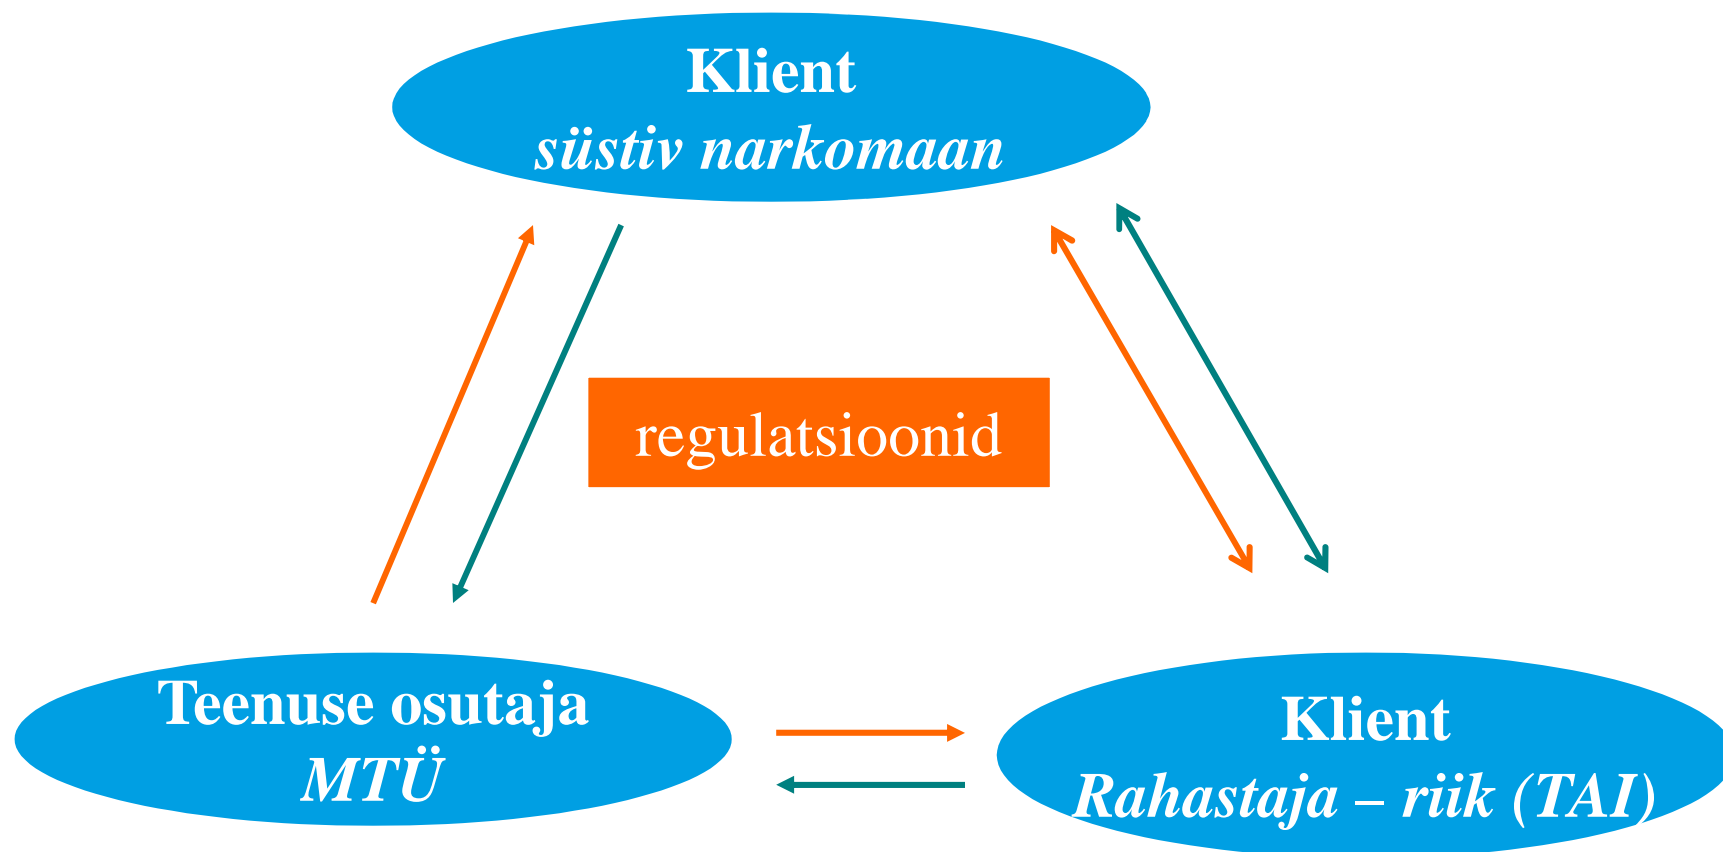 Klient
süstiv narkomaan
regulatsioonid
Teenuse osutaja
MTÜ
Klient
Rahastaja – riik (TAI)